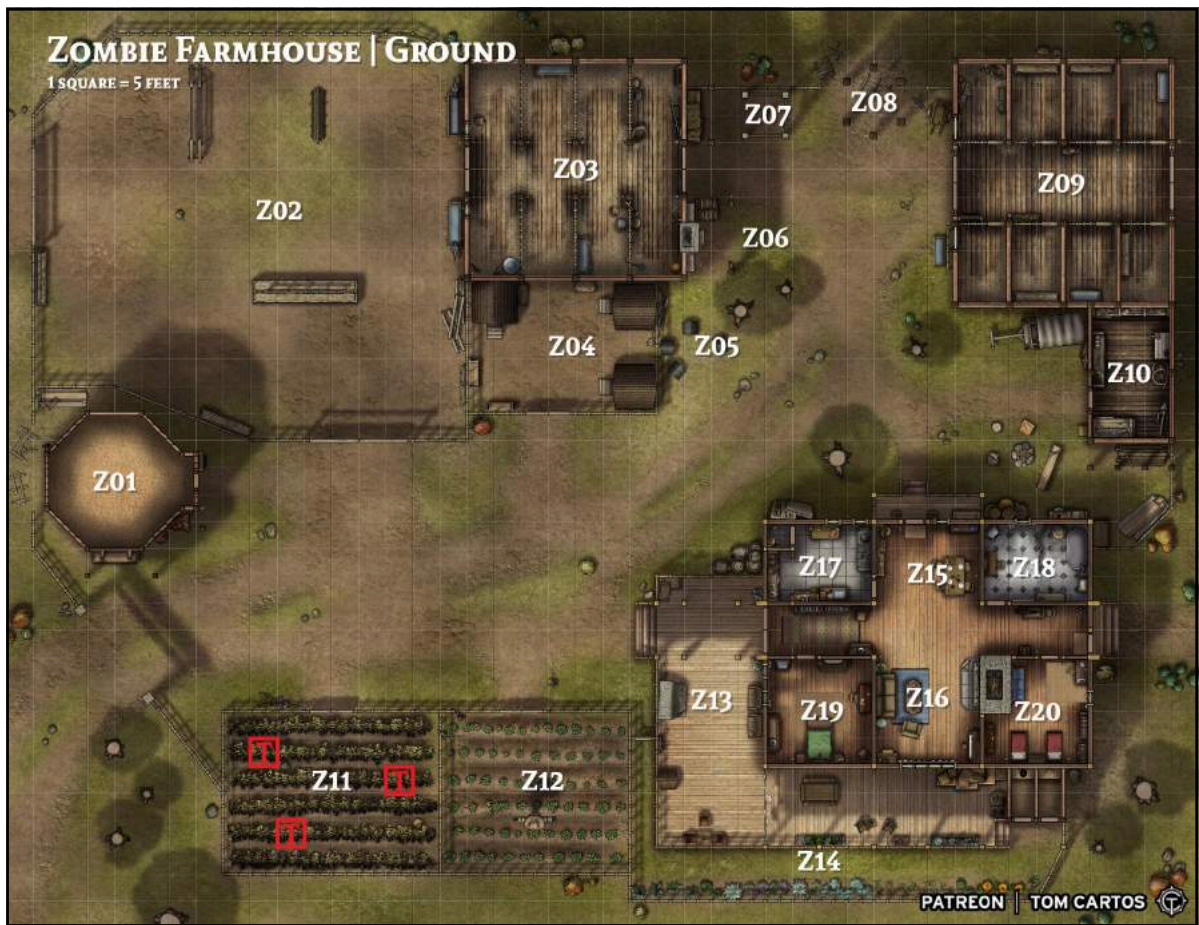 Zombie Farmhouse | Ground
1 square = 5 feet
Z07
Z08
Z03
Z09
Z02
Z06
Z04
Z05
Z10
Z01
Z17
Z15
Z18
Z13
Z19
Z16
Z20
T
T
Z11
Z12
T
Z14
Patreon | Tom Cartos